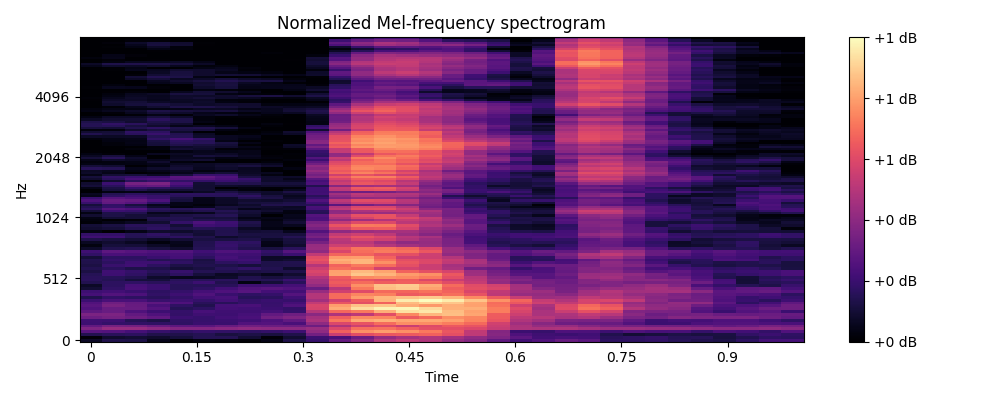 Normalized Mel-frequency spectrogram
Hz
4096
2048
1024
512
0
0 0.15 0.3 0.45 0.6 0.75 0.9
Time
+1 dB
+1 dB
+1 dB
+0 dB
+0 dB
+0 dB